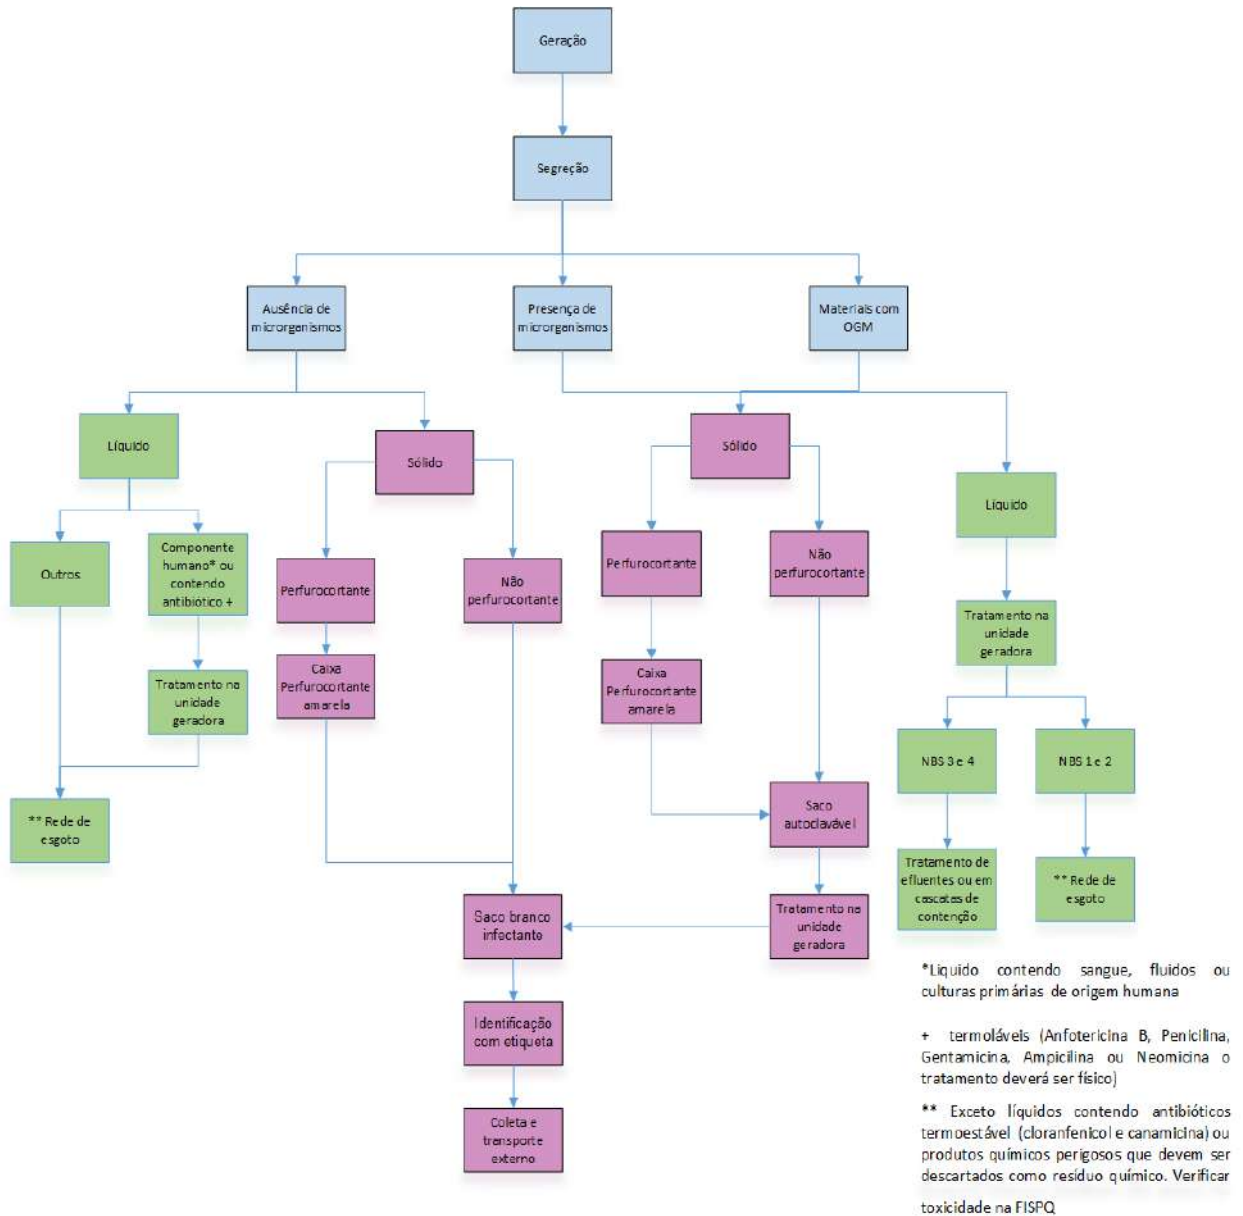 Geração
Segreção
Ausência de
microrganismos
Presença de
microrganismos
Materiais com
OGM
Líquido
Sólido
Sólido
Líquido
Outros
Componente
humano* ou
contendo
antibiótico +
Perfurocortante
Não
perfurocortante
Perfurocortante
Não
perfurocortante
Tratamento na
unidade
geradora
Tratamento na
unidade
geradora
Caixa
Perfurocortante
amarela
Caixa
Perfurocortante
amarela
NBS 3 e 4
NBS 1 e 2
** Rede de
esgoto
Saco
autoclavável
Tratamento de
efluentes ou em
cascatas de
contenção
** Rede de
esgoto
Saco branco
infectante
Tratamento na
unidade
geradora
Identificação
com etiqueta
Coleta e
transporte
externo
*Liquido contendo sangue, fluidos ou
culturas primárias de origem humana
+ termoláveis (Anfotericina B, Penicilina,
Gentamicina, Ampicilina ou Neomicina o
tratamento deverá ser físico)
** Exceto líquidos contendo antibióticos
termoestável (cloranfenicol e canamicina) ou
produtos químicos perigosos que devem ser
descartados como resíduo químico. Verificar
toxicidade na FISPQ